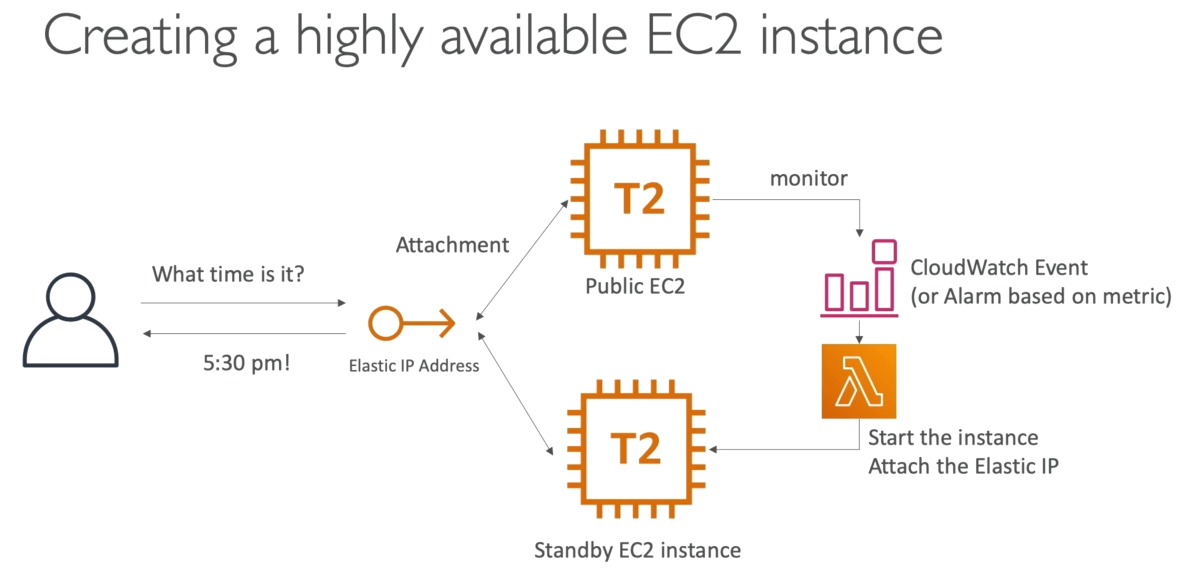 Creating a highly available EC2 instance
T2
monitor
Attachment
What time is it?
CloudWatch Event
(or Alarm based on metric)
Public EC2
5:30 pm!
Elastic IP Address
T2
Start the instance
Attach the Elastic IP
Standby EC2 instance